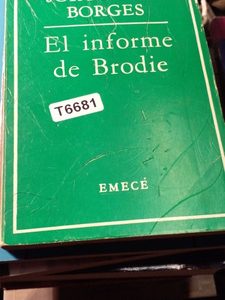 BORGES
El informe
de Brodie
T6681
EMECÉ